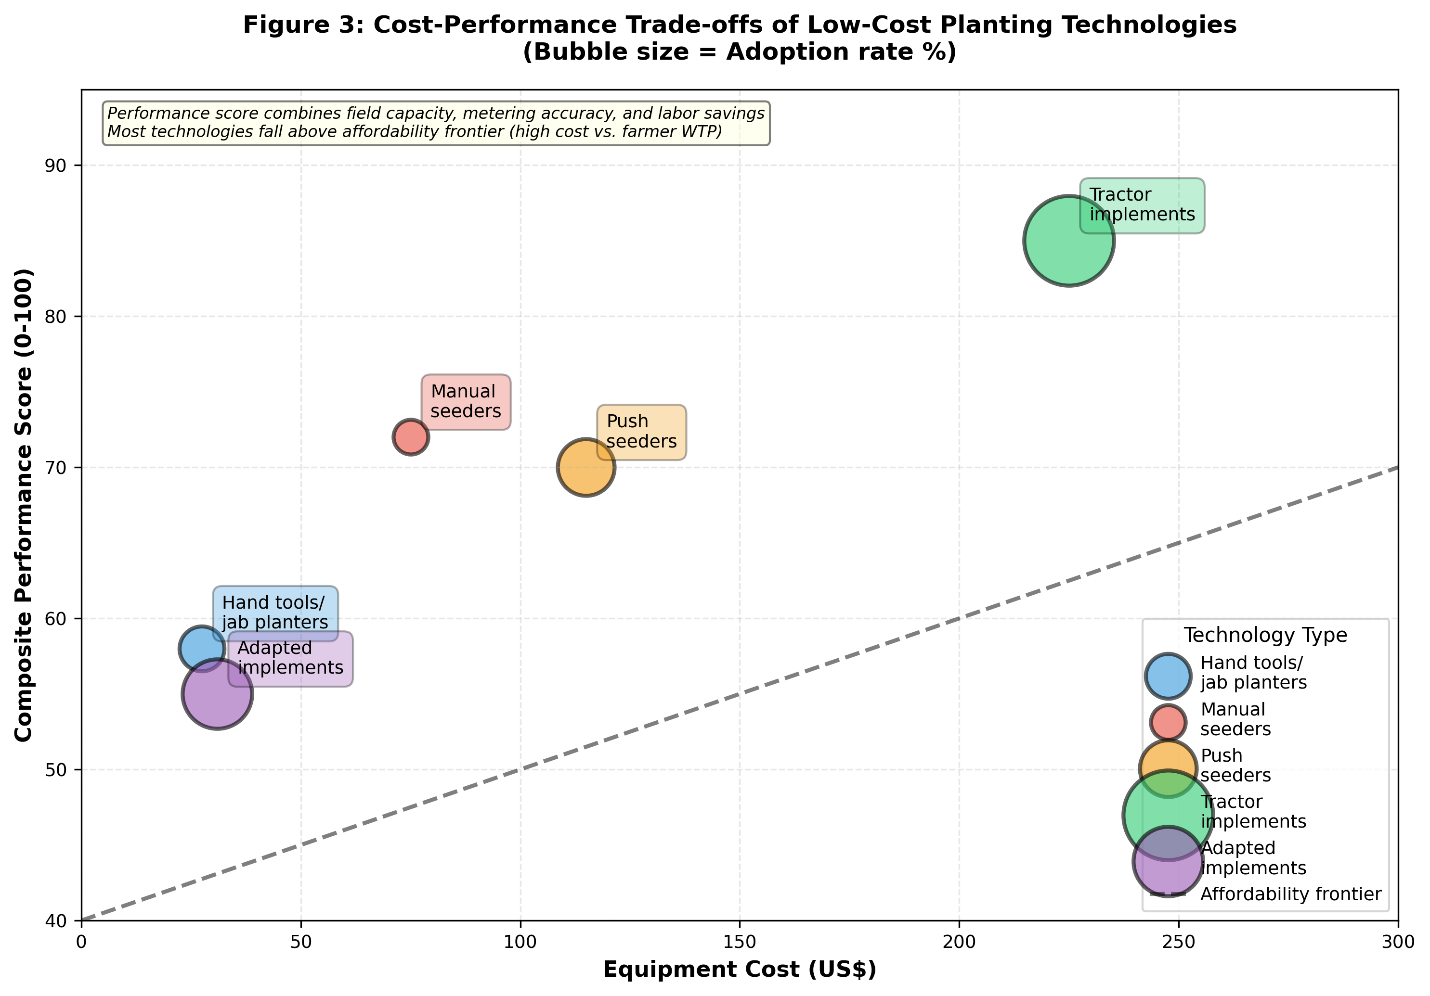 Figure 3: Cost-Performance Trade-offs of Low-Cost Planting Technologies
(Bubble size = Adoption rate %)
Performance score combines field capacity, metering accuracy, and labor savings
Most technologies fall above affordability frontier (high cost vs. farmer WTP)
Composite Performance Score (0-100)
90
80
70
60
50
40
Tractor
implements
Manual
seeders
Push
seeders
Hand tools/
jab planters
Adapted
implements
Technology Type
Hand tools/
jab planters
Manual
seeders
Push
seeders
Tractor
implements
Adapted
implements
Affordability frontier
0
50
100
150
200
250
300
Equipment Cost (US$)